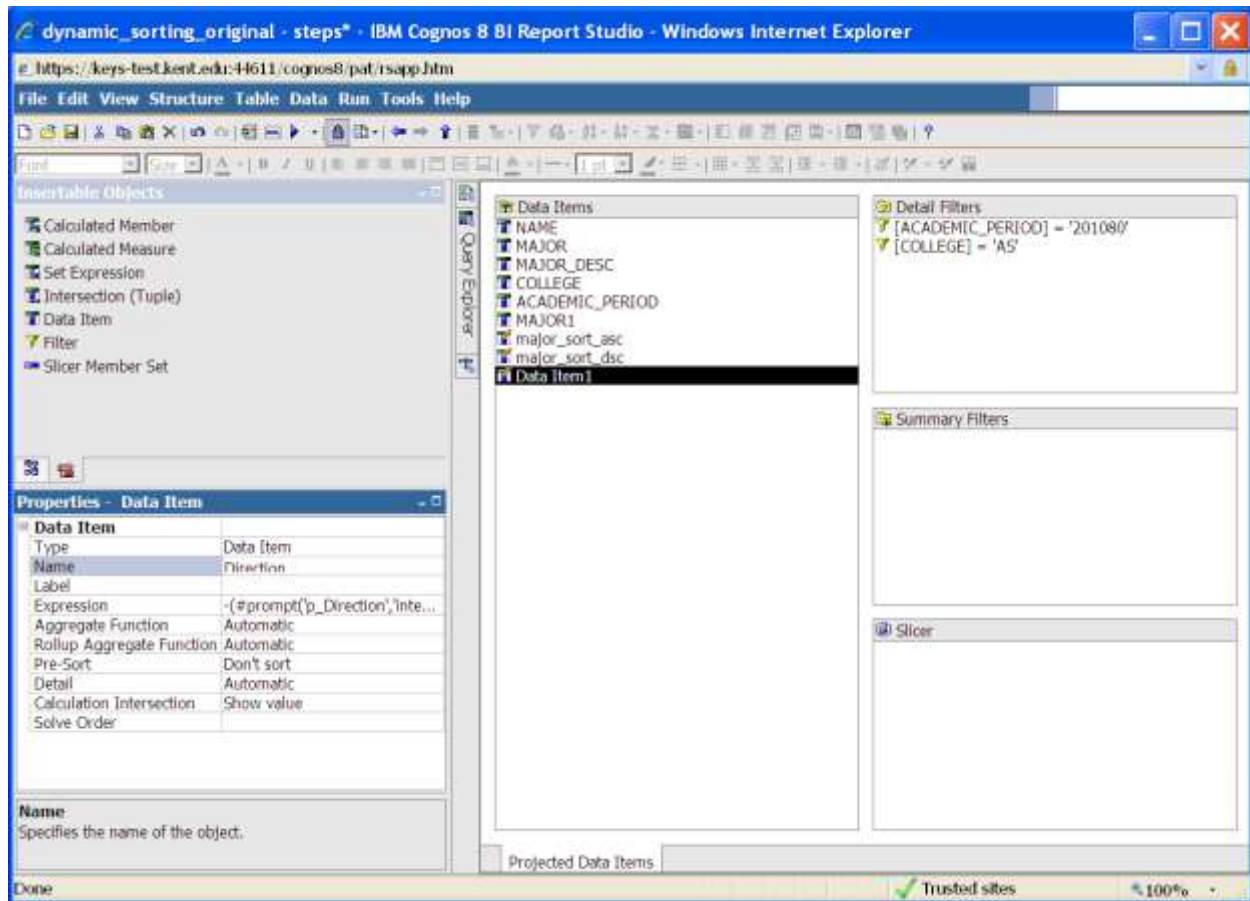 dynamic_sorting_original - steps* - IBM Cognos 8 BI Report Studio - Windows Internet Explorer
https://keys-test.kent.edu:44611/cognos8/pat/rsapp.htm
File Edit View Structure Table Data Run Tools Help
Font Size 1 pt
Insertable Objects
Calculated Member
Calculated Measure
Set Expression
Intersection (Tuple)
Data Item
Filter
Slicer Member Set
Query Explorer
Data Items
NAME
MAJOR
MAJOR_DESC
COLLEGE
ACADEMIC_PERIOD
MAJOR1
major_sort_asc
major_sort_dsc
Data Item1
Detail Filters
[ACADEMIC_PERIOD] = '201080'
[COLLEGE] = 'AS'
Summary Filters
Slicer
Properties - Data Item
Data Item
Type Data Item
Name Direction
Label
Expression -(#prompt('p_Direction','inte...
Aggregate Function Automatic
Rollup Aggregate Function Automatic
Pre-Sort Don't sort
Detail Automatic
Calculation Intersection Show value
Solve Order
Name
Specifies the name of the object.
Projected Data Items
Done Trusted sites 100%